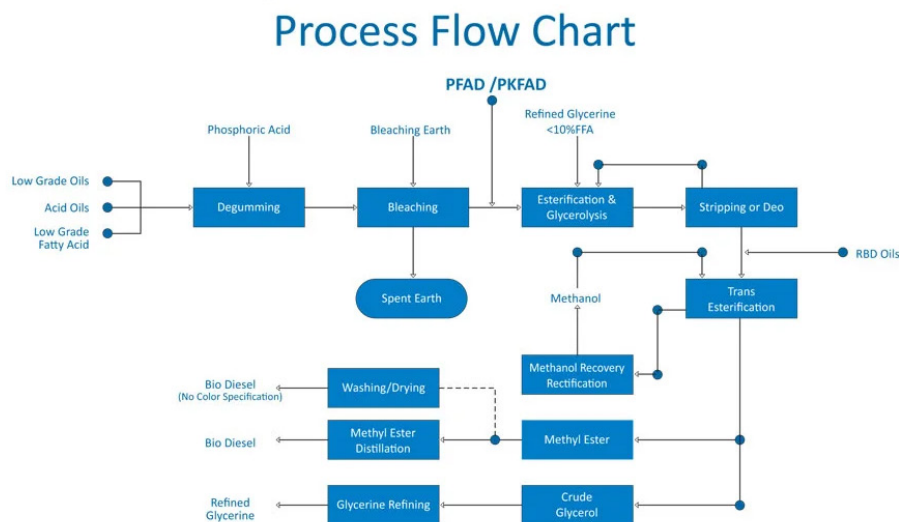 Process Flow Chart
PFAD /PKFAD
Refined Glycerine
<10%FFA
Phosphoric Acid
Bleaching Earth
Low Grade Oils
Acid Oils
Low Grade
Fatty Acid
Degumming
Bleaching
Esterification &
Glycerolysis
Stripping or Deo
RBD Oils
Spent Earth
Methanol
Trans
Esterification
Methanol Recovery
Rectification
Bio Diesel
(No Color Specification)
Washing/Drying
Bio Diesel
Methyl Ester
Distillation
Methyl Ester
Refined
Glycerine
Glycerine Refining
Crude
Glycerol